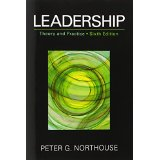 LEADERSHIP
Theory and Practice • Sixth Edition
PETER G. NORTHOUSE